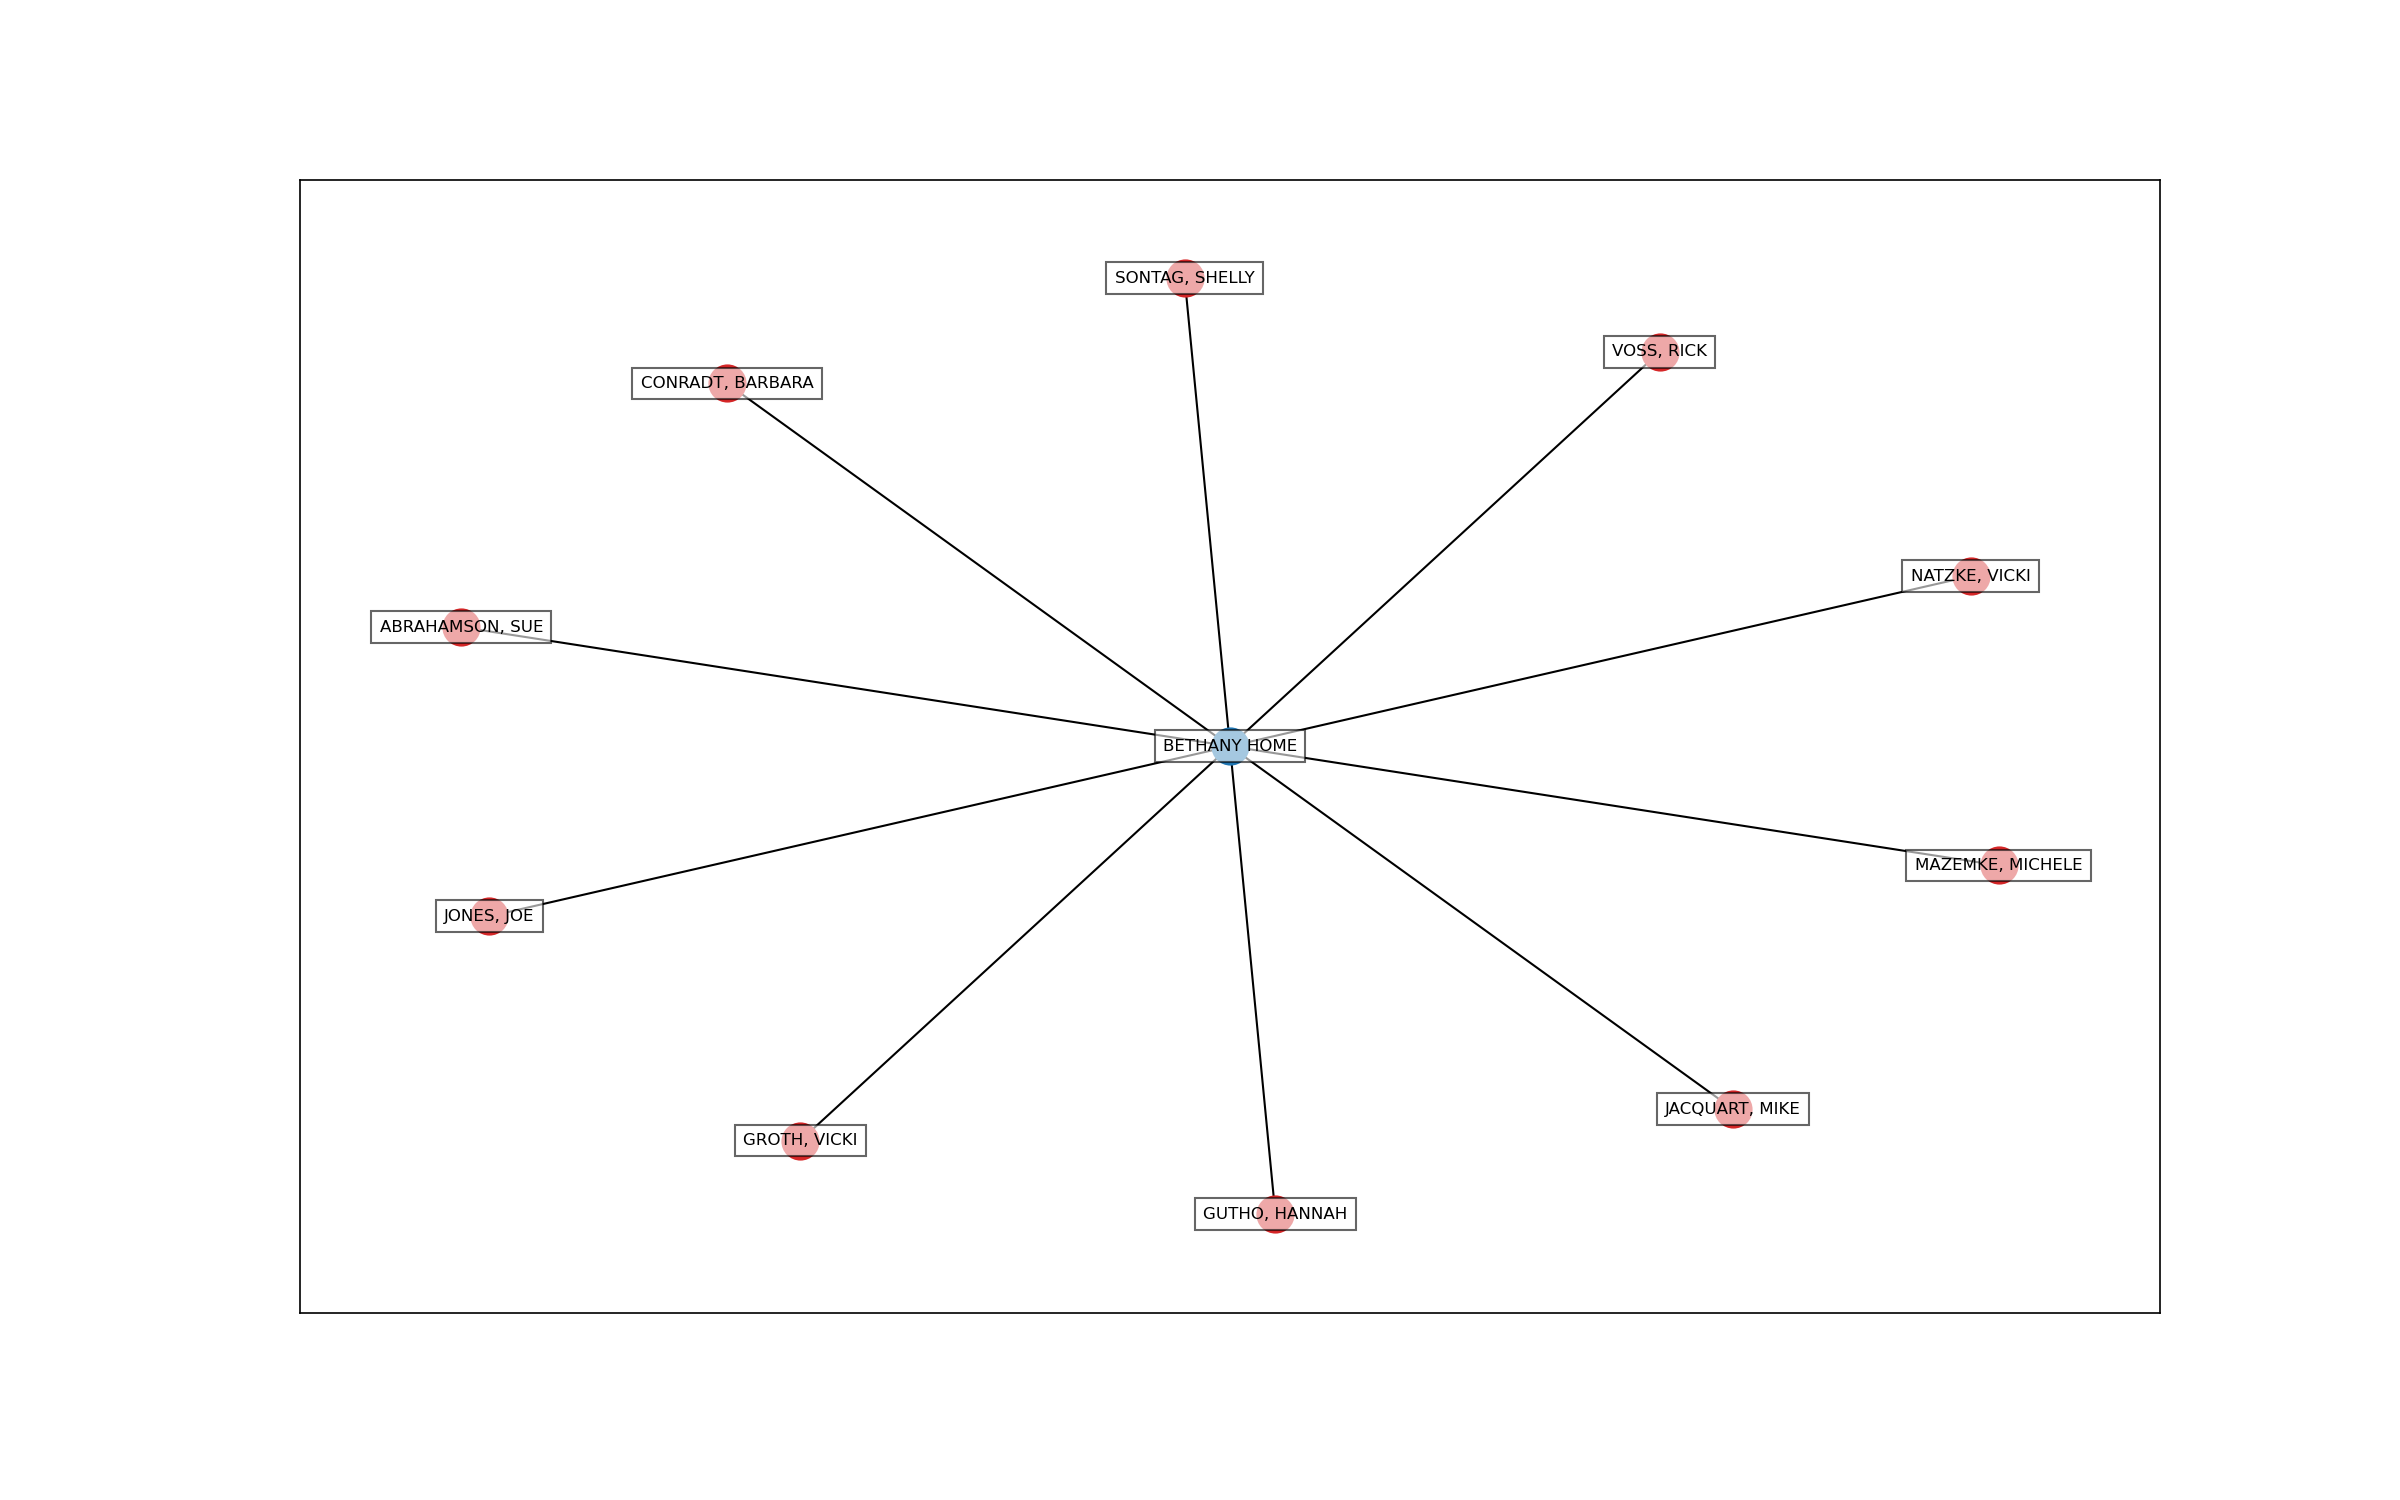 SONTAG, SHELLY
VOSS, RICK
CONRADT, BARBARA
NATZKE, VICKI
ABRAHAMSON, SUE
BETHANY HOME
MAZEMKE, MICHELE
JONES, JOE
JACQUART, MIKE
GROTH, VICKI
GUTHO, HANNAH